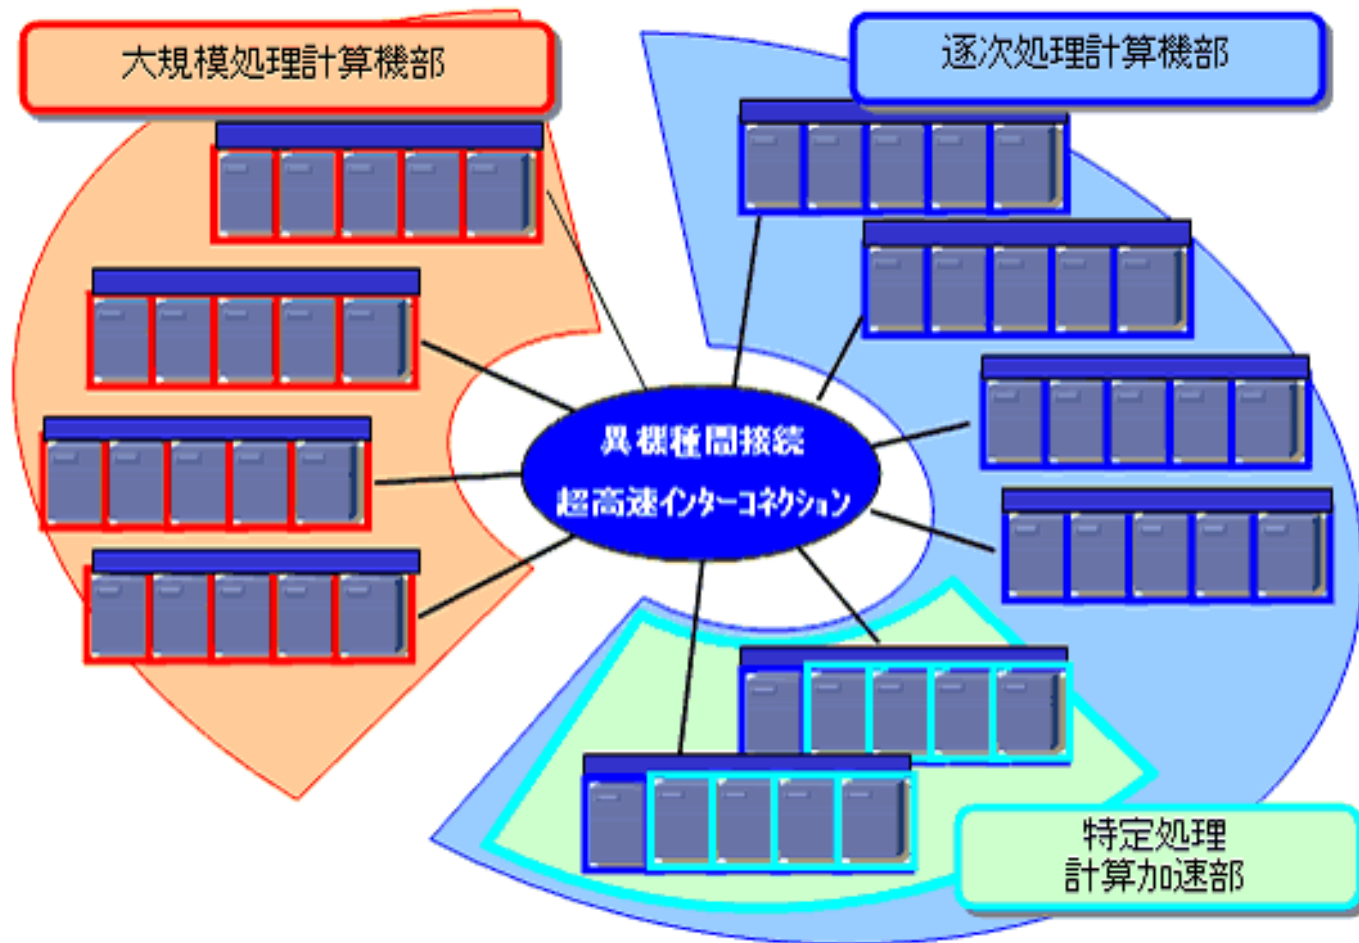 大規模処理計算機部
逐次処理計算機部
異機種間接続
超高速インターコネクション
特定処理
計算加速部